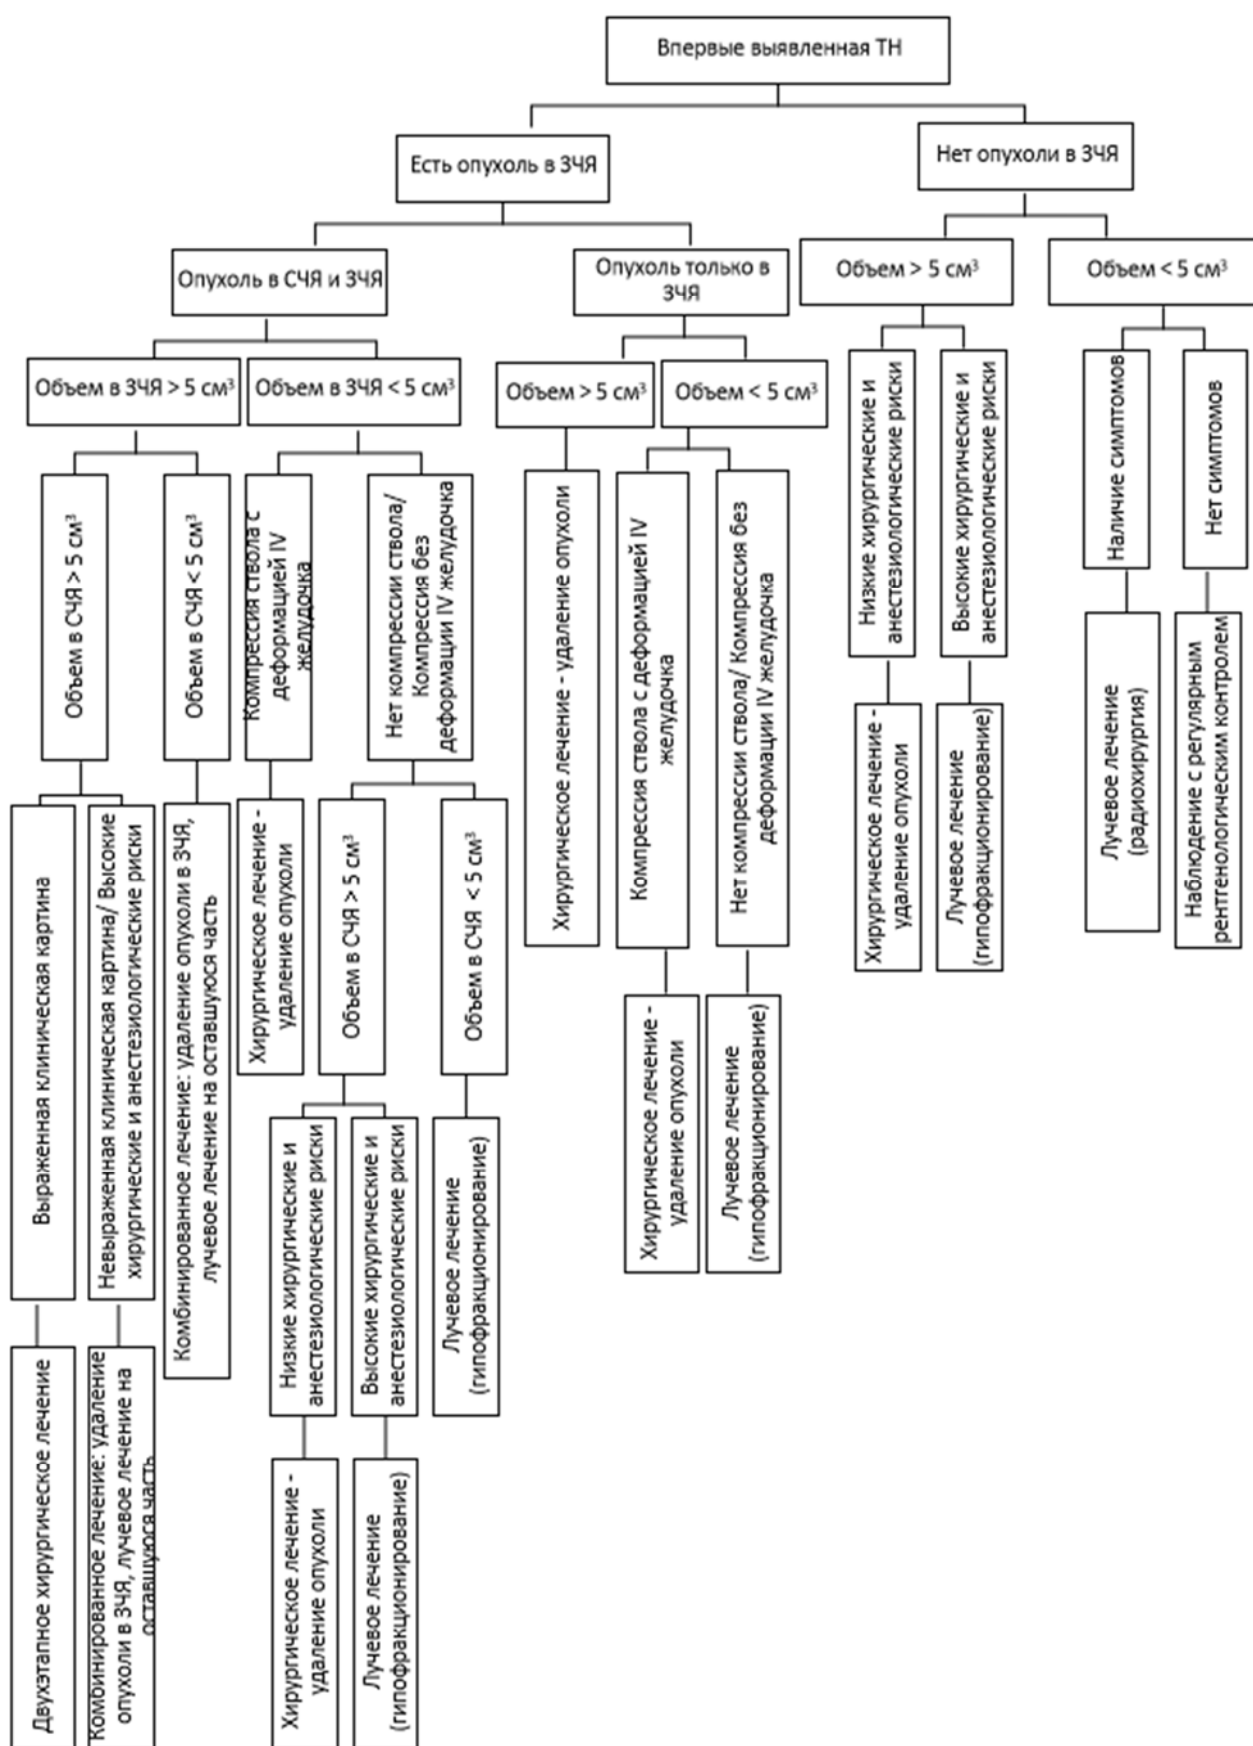 Впервые выявленная ТН
Есть опухоль в ЗЧЯ
Нет опухоли в ЗЧЯ
Опухоль в СЧЯ и ЗЧЯ
Опухоль только в
ЗЧЯ
Объем > 5 см³
Объем < 5 см³
Объем в ЗЧЯ > 5 см³
Объем в ЗЧЯ < 5 см³
Объем > 5 см³
Объем < 5 см³
Низкие хирургические и
анестезиологические риски
Высокие хирургические и
анестезиологические риски
Наличие симптомов
Нет симптомов
Объем в СЧЯ > 5 см³
Объем в СЧЯ < 5 см³
Компрессия ствола с
деформацией IV
желудочка
Нет компрессии ствола/
Компрессия без
деформации IV желудочка
Хирургическое лечение - удаление опухоли
Компрессия ствола с деформацией IV
желудочка
Нет компрессии ствола/ Компрессия без
деформации IV желудочка
Хирургическое лечение -
удаление опухоли
Лучевое лечение
(гипофракционирование)
Лучевое лечение
(радиохирургия)
Наблюдение с регулярным
рентгенологическим контролем
Выраженная клиническая картина
Невыраженная клиническая картина/ Высокие
хирургические и анестезиологические риски
Комбинированное лечение: удаление опухоли в ЗЧЯ,
лучевое лечение на оставшуюся часть
Хирургическое лечение -
удаление опухоли
Объем в СЧЯ > 5 см³
Объем в СЧЯ < 5 см³
Хирургическое лечение -
удаление опухоли
Лучевое лечение
(гипофракционирование)
Низкие хирургические и
анестезиологические риски
Высокие хирургические и
анестезиологические риски
Лучевое лечение
(гипофракционирование)
Двухэтапное хирургическое лечение
Комбинированное лечение: удаление
опухоли в ЗЧЯ, лучевое лечение на
оставшуюся часть
Хирургическое лечение -
удаление опухоли
Лучевое лечение
(гипофракционирование)